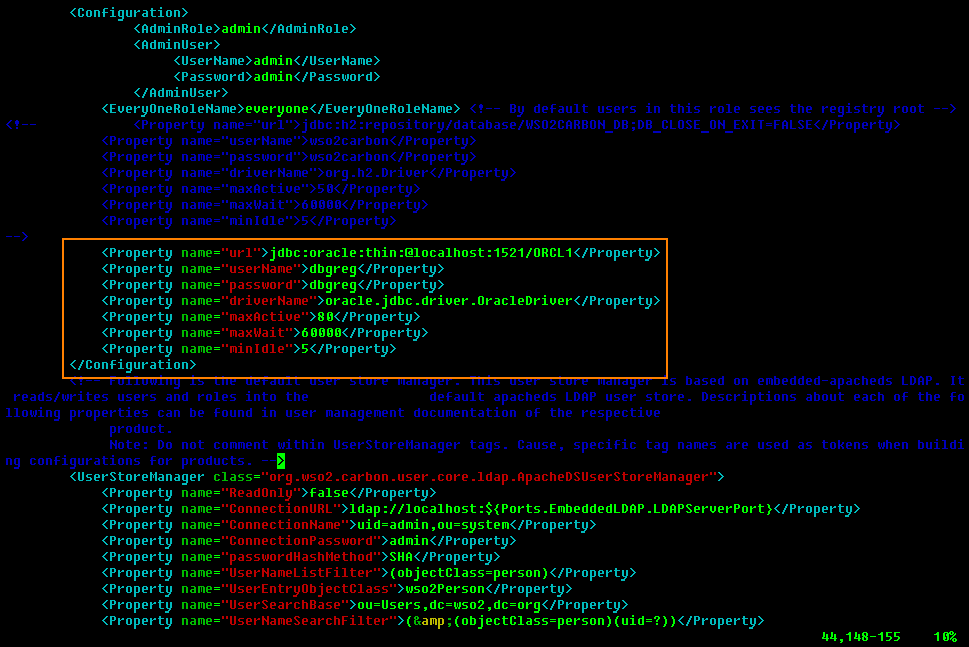 <Configuration>
<AdminRole>admin</AdminRole>
<AdminUser>
<UserName>admin</UserName>
<Password>admin</Password>
</AdminUser>
<EveryOneRoleName>everyone</EveryOneRoleName> <!-- By default users in this role sees the registry root -->
<!-- <Property name="url">jdbc:h2:repository/database/WSO2CARBON_DB;DB_CLOSE_ON_EXIT=FALSE</Property>
<Property name="userName">wso2carbon</Property>
<Property name="password">wso2carbon</Property>
<Property name="driverName">org.h2.Driver</Property>
<Property name="maxActive">50</Property>
<Property name="maxWait">60000</Property>
<Property name="minIdle">5</Property>
-->
<Property name="url">jdbc:oracle:thin:@localhost:1521/ORCL1</Property>
<Property name="userName">dbgreg</Property>
<Property name="password">dbgreg</Property>
<Property name="driverName">oracle.jdbc.driver.OracleDriver</Property>
<Property name="maxActive">80</Property>
<Property name="maxWait">60000</Property>
<Property name="minIdle">5</Property>
</Configuration>
<!-- Following is the default user store manager. This user store manager is based on embedded-apacheds LDAP. It
reads/writes users and roles into the default apacheds LDAP user store. Descriptions about each of the fo
llowing properties can be found in user management documentation of the respective
product.
Note: Do not comment within UserStoreManager tags. Cause, specific tag names are used as tokens when buildi
ng configurations for products. -->
<UserStoreManager class="org.wso2.carbon.user.core.ldap.ApacheDSUserStoreManager">
<Property name="ReadOnly">false</Property>
<Property name="ConnectionURL">ldap://localhost:${Ports.EmbeddedLDAP.LDAPServerPort}</Property>
<Property name="ConnectionName">uid=admin,ou=system</Property>
<Property name="ConnectionPassword">admin</Property>
<Property name="passwordHashMethod">SHA</Property>
<Property name="UserNameListFilter">(objectClass=person)</Property>
<Property name="UserEntryObjectClass">wso2Person</Property>
<Property name="UserSearchBase">ou=Users,dc=wso2,dc=org</Property>
<Property name="UserNameSearchFilter">(&amp;(objectClass=person)(uid=?))</Property>
44,148-155 10%